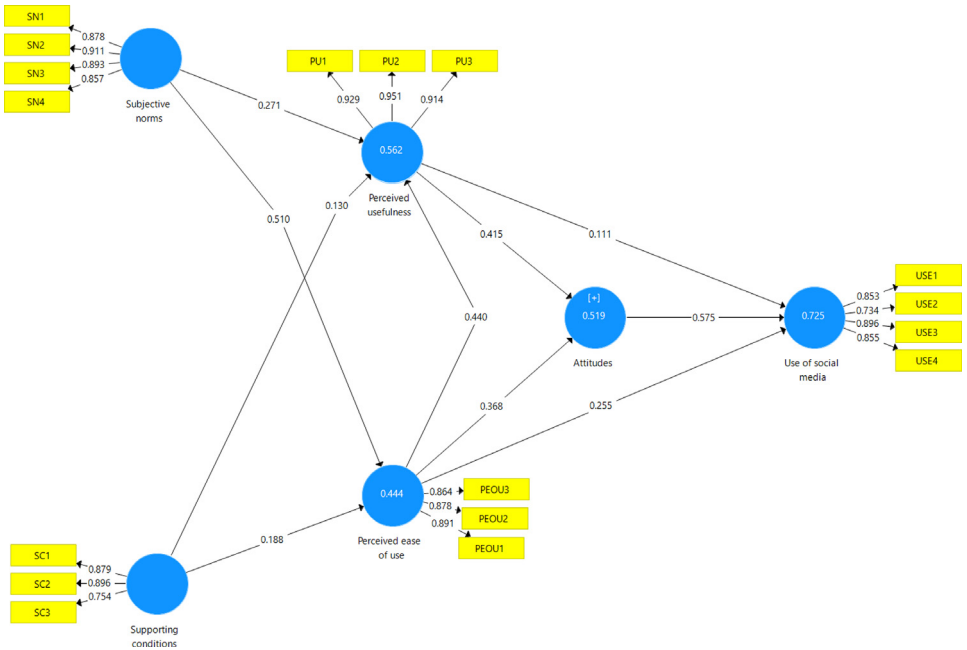 SN1
SN2
SN3
SN4
0.878
0.911
0.893
0.857
Subjective
norms
PU1
PU2
PU3
0.929
0.951
0.914
0.562
Perceived
usefulness
0.271
0.130
0.510
0.415
0.111
0.440
[+]
0.519
Attitudes
0.575
0.725
Use of social
media
0.853
0.734
0.896
0.855
USE1
USE2
USE3
USE4
0.368
0.255
0.444
Perceived ease
of use
0.864
0.878
0.891
PEOU3
PEOU2
PEOU1
0.188
SC1
SC2
SC3
0.879
0.896
0.754
Supporting
conditions